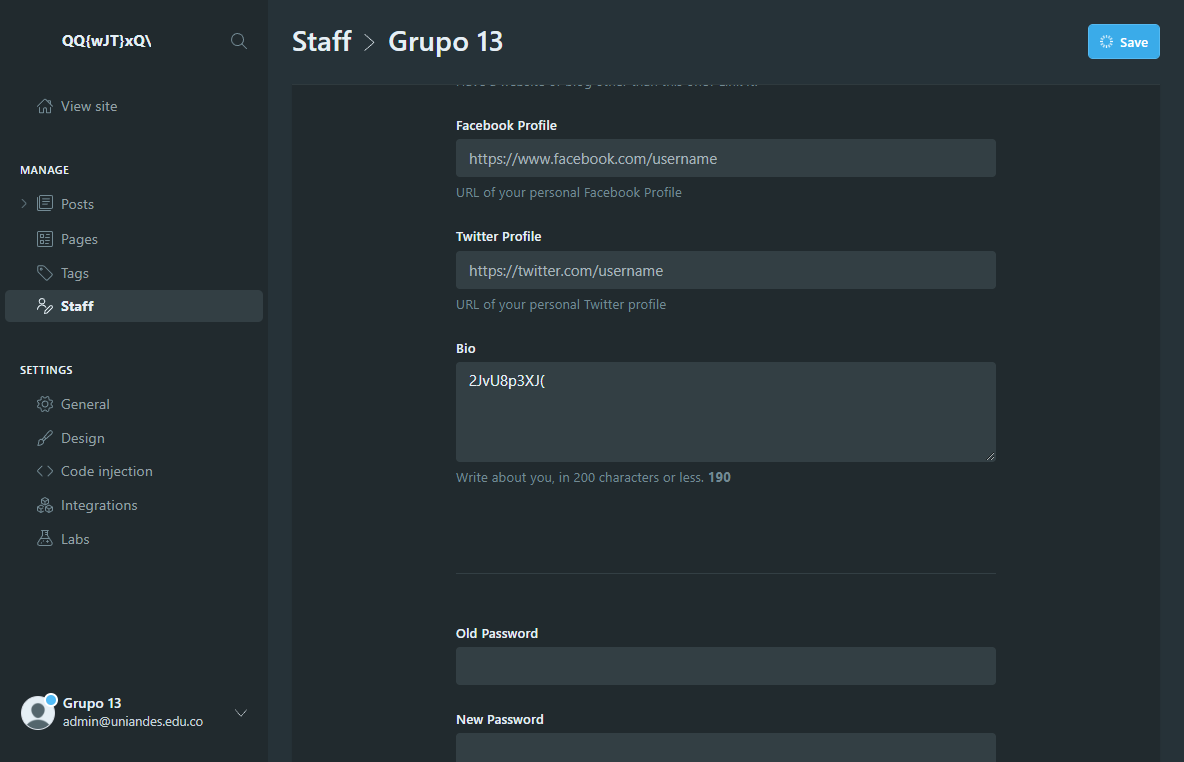 QQ{wJT}xQ\
View site
MANAGE
Posts
Pages
Tags
Staff
SETTINGS
General
Design
Code injection
Integrations
Labs
Grupo 13
admin@uniandes.edu.co
Staff > Grupo 13
Save
Facebook Profile
https://www.facebook.com/username
URL of your personal Facebook Profile
Twitter Profile
https://twitter.com/username
URL of your personal Twitter profile
Bio
2JvU8p3XJ(
Write about you, in 200 characters or less. 190
Old Password
New Password